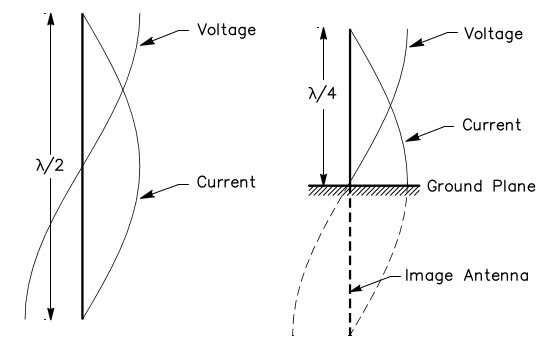 Voltage
λ/2
Current
Voltage
λ/4
Current
Ground Plane
Image Antenna